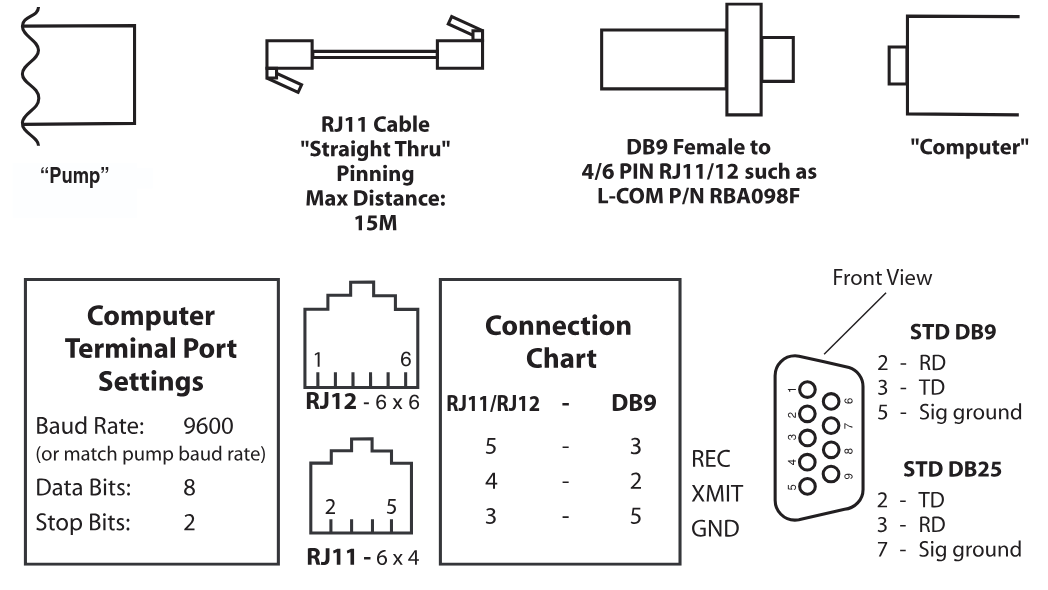 “Pump”
RJ11 Cable
"Straight Thru"
Pinning
Max Distance:
15M
DB9 Female to
4/6 PIN RJ11/12 such as
L-COM P/N RBA098F
"Computer"
Computer
Terminal Port
Settings
Baud Rate: 9600
(or match pump baud rate)
Data Bits: 8
Stop Bits: 2
1 6
RJ12 - 6 x 6
2 5
RJ11 - 6 x 4
Connection
Chart
RJ11/RJ12 - DB9
5 - 3 REC
4 - 2 XMIT
3 - 5 GND
Front View
1
2
3
4
5
6
7
8
9
STD DB9
2 - RD
3 - TD
5 - Sig ground
STD DB25
2 - TD
3 - RD
7 - Sig ground